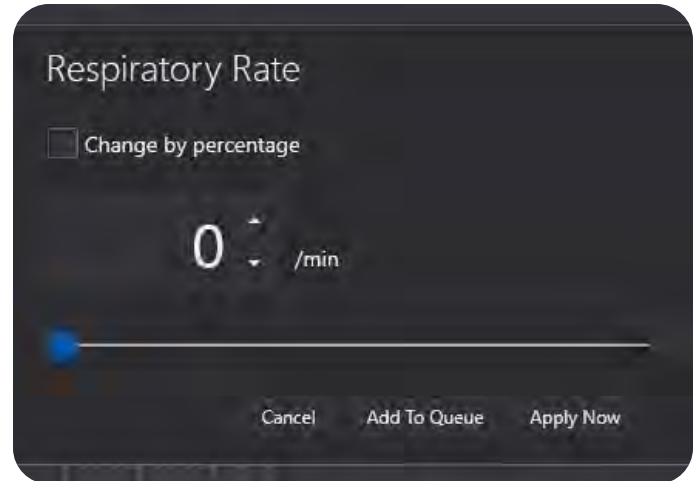 Respiratory Rate
Change by percentage
0 /min
Cancel Add To Queue Apply Now